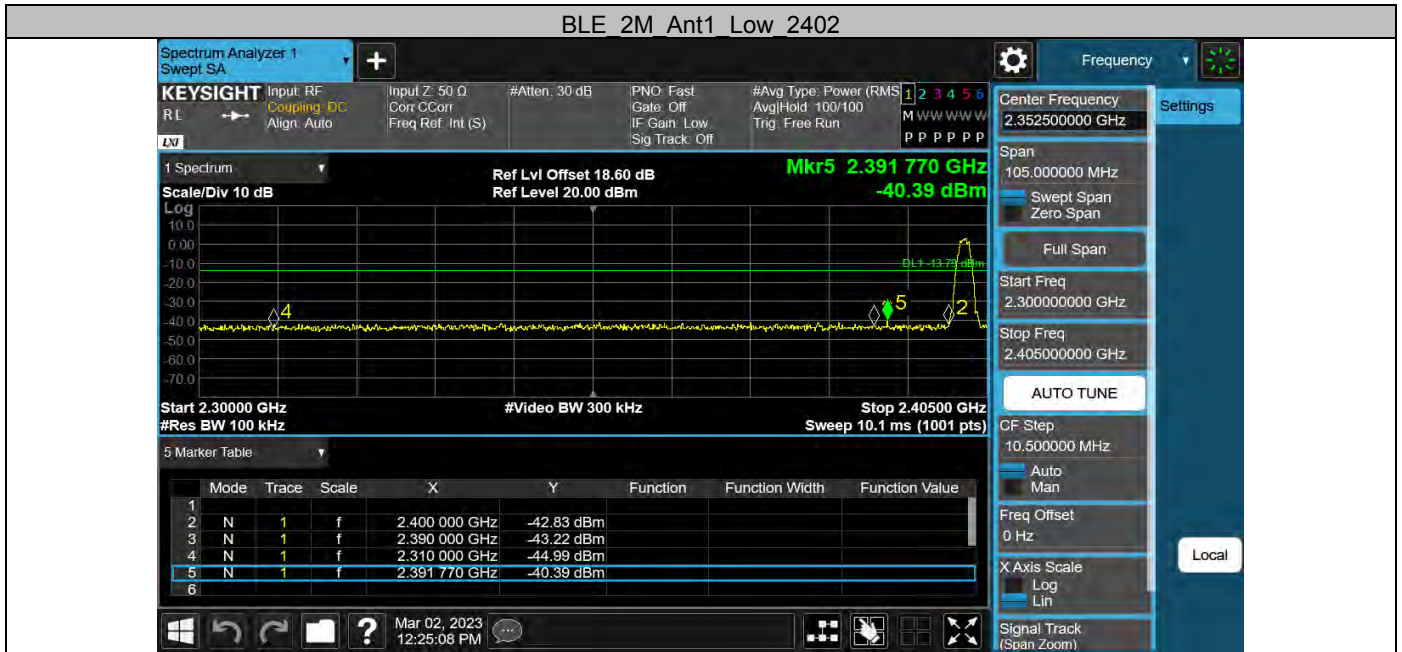 BLE_2M_Ant1_Low_2402
Spectrum Analyzer 1
Swept SA
+
Frequency
KEYSIGHT
RL
LXI
Input: RF
Coupling: DC
Align: Auto
Input Z: 50 Ω
Corr CCorr
Freq Ref: Int (S)
#Atten: 30 dB
PNO: Fast
Gate: Off
IF Gain: Low
Sig Track: Off
#Avg Type: Power (RMS
Avg|Hold: 100/100
Trig: Free Run
1 2 3 4 5 6
M W W W W W
P P P P P P
Center Frequency
2.352500000 GHz
Settings
1 Spectrum
Scale/Div 10 dB
Log
Ref Lvl Offset 18.60 dB
Ref Level 20.00 dBm
Mkr5 2.391 770 GHz
-40.39 dBm
10.0
0.00
-10.0
-20.0
-30.0
-40.0
-50.0
-60.0
-70.0
DL1 -13.79 dBm
4
5
2
Start 2.30000 GHz
#Video BW 300 kHz
Stop 2.40500 GHz
#Res BW 100 kHz
Sweep 10.1 ms (1001 pts)
Span
105.000000 MHz
Swept Span
Zero Span
Full Span
Start Freq
2.300000000 GHz
Stop Freq
2.405000000 GHz
AUTO TUNE
CF Step
10.500000 MHz
Auto
Man
Freq Offset
0 Hz
X Axis Scale
Log
Lin
Signal Track
(Span Zoom)
Local
5 Marker Table
Mode Trace Scale X Y Function Function Width Function Value
1
2 N 1 f 2.400 000 GHz -42.83 dBm
3 N 1 f 2.390 000 GHz -43.22 dBm
4 N 1 f 2.310 000 GHz -44.99 dBm
5 N 1 f 2.391 770 GHz -40.39 dBm
6
?
Mar 02, 2023
12:25:08 PM